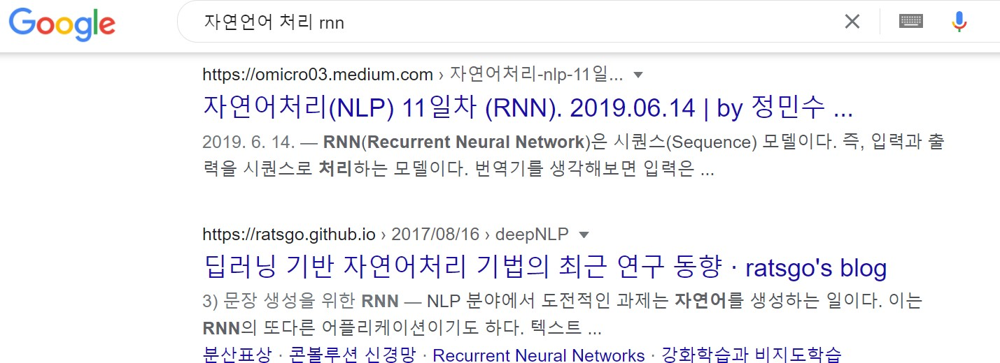 Google 자연언어 처리 rnn
https://omicro03.medium.com › 자연어처리-nlp-11일...
자연어처리(NLP) 11일차 (RNN). 2019.06.14 | by 정민수 ...
2019. 6. 14. — RNN(Recurrent Neural Network)은 시퀀스(Sequence) 모델이다. 즉, 입력과 출
력을 시퀀스로 처리하는 모델이다. 번역기를 생각해보면 입력은 ...
https://ratsgo.github.io › 2017/08/16 › deepNLP
딥러닝 기반 자연어처리 기법의 최근 연구 동향 · ratsgo's blog
3) 문장 생성을 위한 RNN — NLP 분야에서 도전적인 과제는 자연어를 생성하는 일이다. 이는
RNN의 또다른 어플리케이션이기도 하다. 텍스트 ...
분산표상 · 콘볼루션 신경망 · Recurrent Neural Networks · 강화학습과 비지도학습